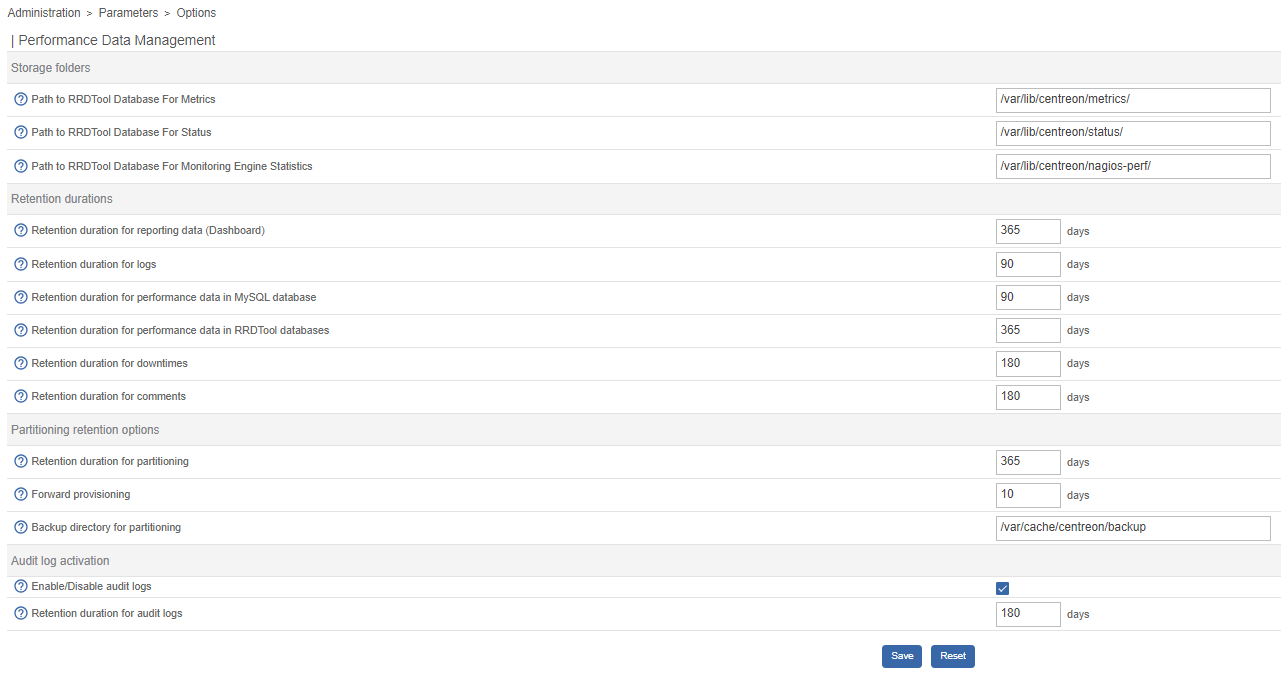 Administration > Parameters > Options
| Performance Data Management
Storage folders
Path to RRDTool Database For Metrics /var/lib/centreon/metrics/
Path to RRDTool Database For Status /var/lib/centreon/status/
Path to RRDTool Database For Monitoring Engine Statistics /var/lib/centreon/nagios-perf/
Retention durations
Retention duration for reporting data (Dashboard) 365 days
Retention duration for logs 90 days
Retention duration for performance data in MySQL database 90 days
Retention duration for performance data in RRDTool databases 365 days
Retention duration for downtimes 180 days
Retention duration for comments 180 days
Partitioning retention options
Retention duration for partitioning 365 days
Forward provisioning 10 days
Backup directory for partitioning /var/cache/centreon/backup
Audit log activation
Enable/Disable audit logs
Retention duration for audit logs 180 days
Save Reset